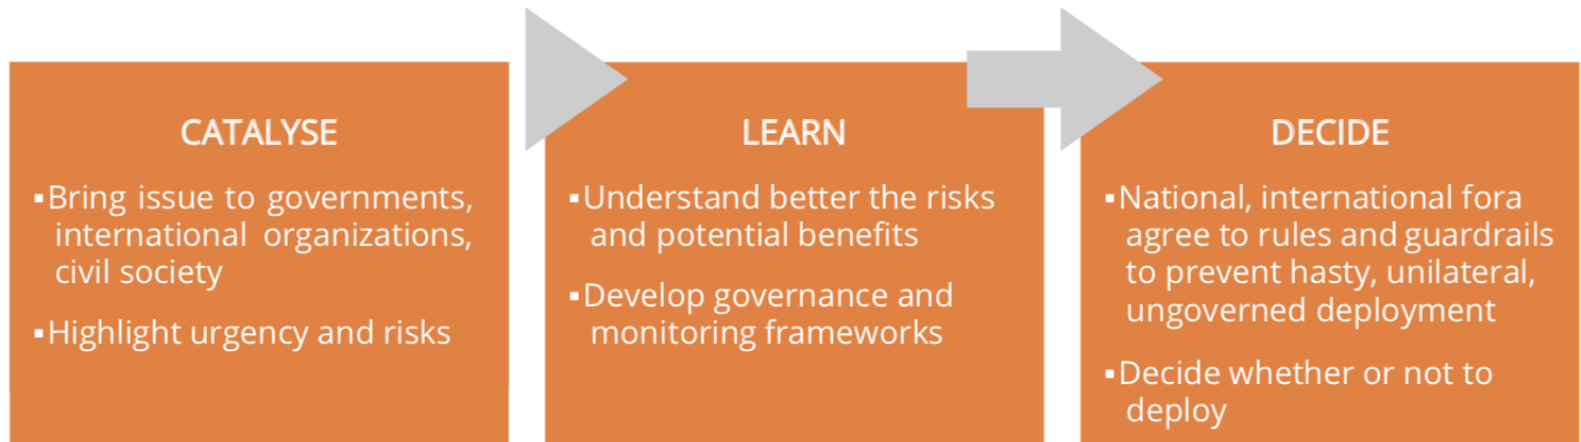 CATALYSE
▪Bring issue to governments,
international organizations,
civil society
▪Highlight urgency and risks
LEARN
▪Understand better the risks
and potential benefits
▪Develop governance and
monitoring frameworks
DECIDE
▪National, international fora
agree to rules and guardrails
to prevent hasty, unilateral,
ungoverned deployment
▪Decide whether or not to
deploy